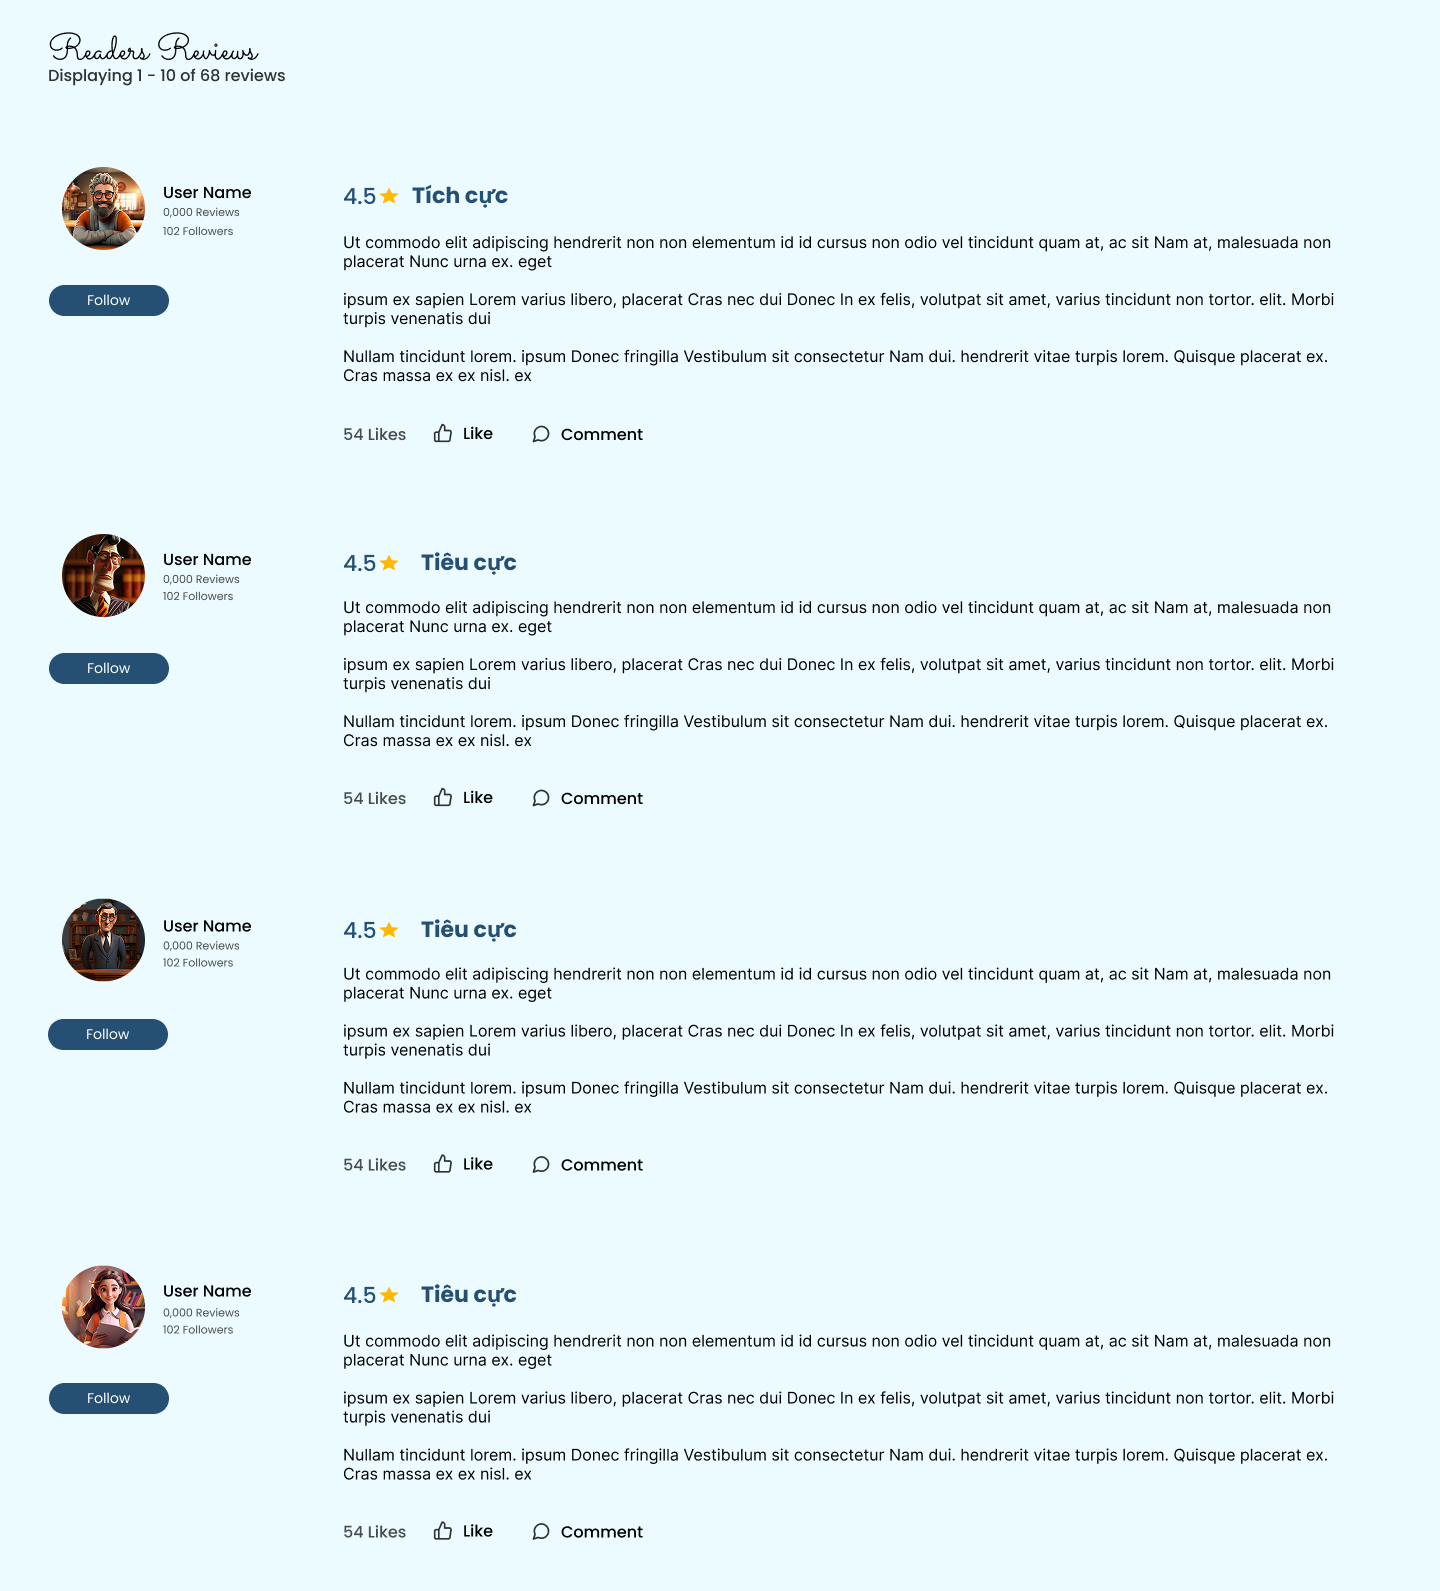 Readers Reviews
Displaying 1 - 10 of 68 reviews
User Name
0,000 Reviews
102 Followers
Follow
4.5 Tích cực
Ut commodo elit adipiscing hendrerit non non elementum id id cursus non odio vel tincidunt quam at, ac sit Nam at, malesuada non
placerat Nunc urna ex. eget
ipsum ex sapien Lorem varius libero, placerat Cras nec dui Donec In ex felis, volutpat sit amet, varius tincidunt non tortor. elit. Morbi
turpis venenatis dui
Nullam tincidunt lorem. ipsum Donec fringilla Vestibulum sit consectetur Nam dui. hendrerit vitae turpis lorem. Quisque placerat ex.
Cras massa ex ex nisl. ex
54 Likes Like Comment
User Name
0,000 Reviews
102 Followers
Follow
4.5 Tiêu cực
Ut commodo elit adipiscing hendrerit non non elementum id id cursus non odio vel tincidunt quam at, ac sit Nam at, malesuada non
placerat Nunc urna ex. eget
ipsum ex sapien Lorem varius libero, placerat Cras nec dui Donec In ex felis, volutpat sit amet, varius tincidunt non tortor. elit. Morbi
turpis venenatis dui
Nullam tincidunt lorem. ipsum Donec fringilla Vestibulum sit consectetur Nam dui. hendrerit vitae turpis lorem. Quisque placerat ex.
Cras massa ex ex nisl. ex
54 Likes Like Comment
User Name
0,000 Reviews
102 Followers
Follow
4.5 Tiêu cực
Ut commodo elit adipiscing hendrerit non non elementum id id cursus non odio vel tincidunt quam at, ac sit Nam at, malesuada non
placerat Nunc urna ex. eget
ipsum ex sapien Lorem varius libero, placerat Cras nec dui Donec In ex felis, volutpat sit amet, varius tincidunt non tortor. elit. Morbi
turpis venenatis dui
Nullam tincidunt lorem. ipsum Donec fringilla Vestibulum sit consectetur Nam dui. hendrerit vitae turpis lorem. Quisque placerat ex.
Cras massa ex ex nisl. ex
54 Likes Like Comment
User Name
0,000 Reviews
102 Followers
Follow
4.5 Tiêu cực
Ut commodo elit adipiscing hendrerit non non elementum id id cursus non odio vel tincidunt quam at, ac sit Nam at, malesuada non
placerat Nunc urna ex. eget
ipsum ex sapien Lorem varius libero, placerat Cras nec dui Donec In ex felis, volutpat sit amet, varius tincidunt non tortor. elit. Morbi
turpis venenatis dui
Nullam tincidunt lorem. ipsum Donec fringilla Vestibulum sit consectetur Nam dui. hendrerit vitae turpis lorem. Quisque placerat ex.
Cras massa ex ex nisl. ex
54 Likes Like Comment